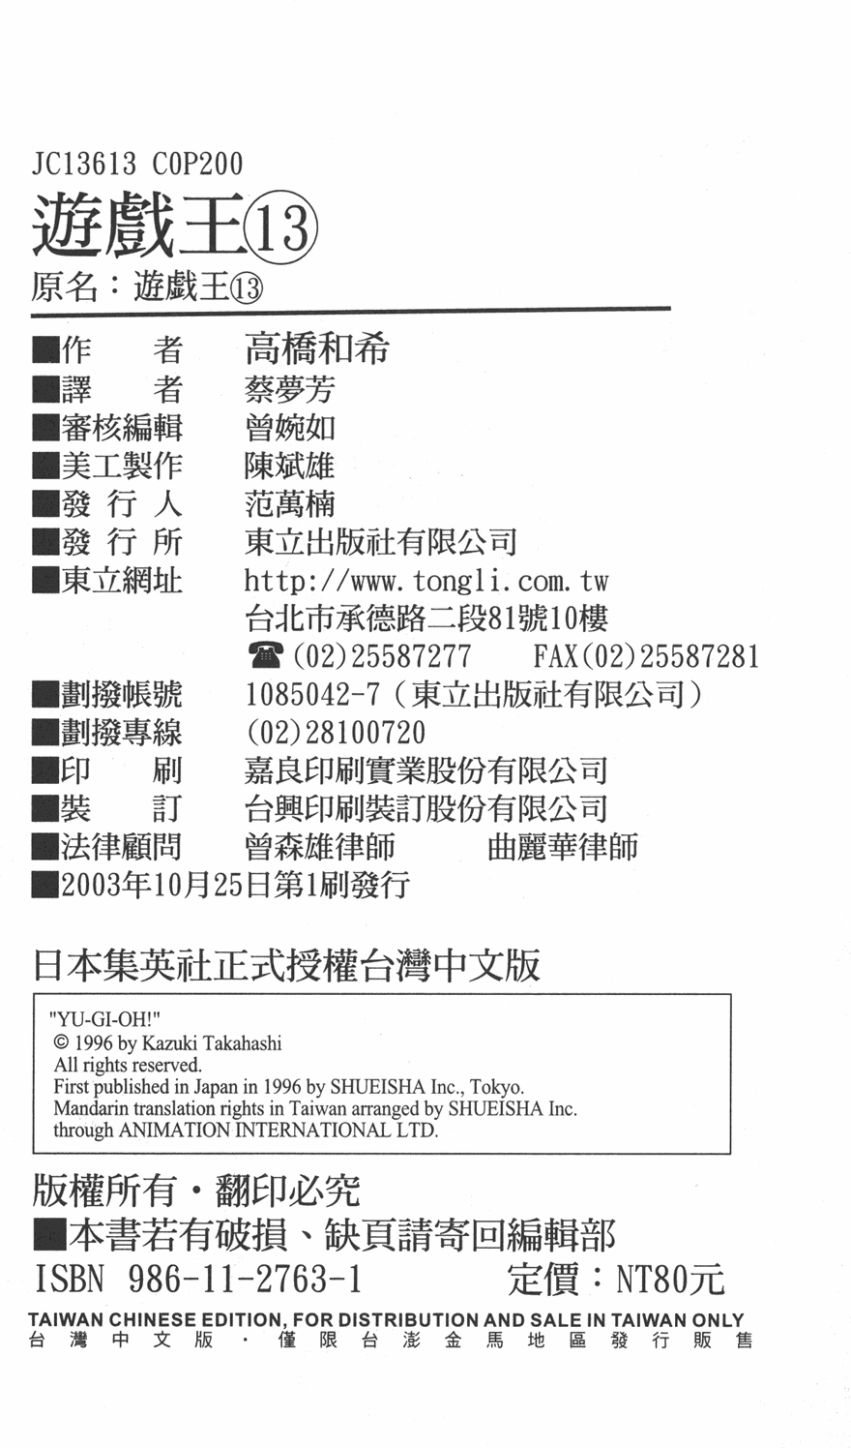 JC13613 C0P200
遊戲王⑬
原名：遊戯王⑬
■作　　者　高橋和希
■譯　　者　蔡夢芳
■審核編輯　曾婉如
■美工製作　陳斌雄
■發 行 人　范萬楠
■發 行 所　東立出版社有限公司
■東立網址　http://www.tongli.com.tw
台北市承德路二段81號10樓
☎(02)25587277　FAX(02)25587281
■劃撥帳號　1085042-7（東立出版社有限公司）
■劃撥專線　(02)28100720
■印　　刷　嘉良印刷實業股份有限公司
■裝　　訂　台興印刷裝訂股份有限公司
■法律顧問　曾森雄律師　曲麗華律師
■2003年10月25日第1刷發行
日本集英社正式授權台灣中文版
"YU-GI-OH!"
© 1996 by Kazuki Takahashi
All rights reserved.
First published in Japan in 1996 by SHUEISHA Inc., Tokyo.
Mandarin translation rights in Taiwan arranged by SHUEISHA Inc.
through ANIMATION INTERNATIONAL LTD.
版權所有・翻印必究
■本書若有破損、缺頁請寄回編輯部
ISBN 986-11-2763-1　定價：NT80元
TAIWAN CHINESE EDITION, FOR DISTRIBUTION AND SALE IN TAIWAN ONLY
台灣中文版・僅限台澎金馬地區發行販售